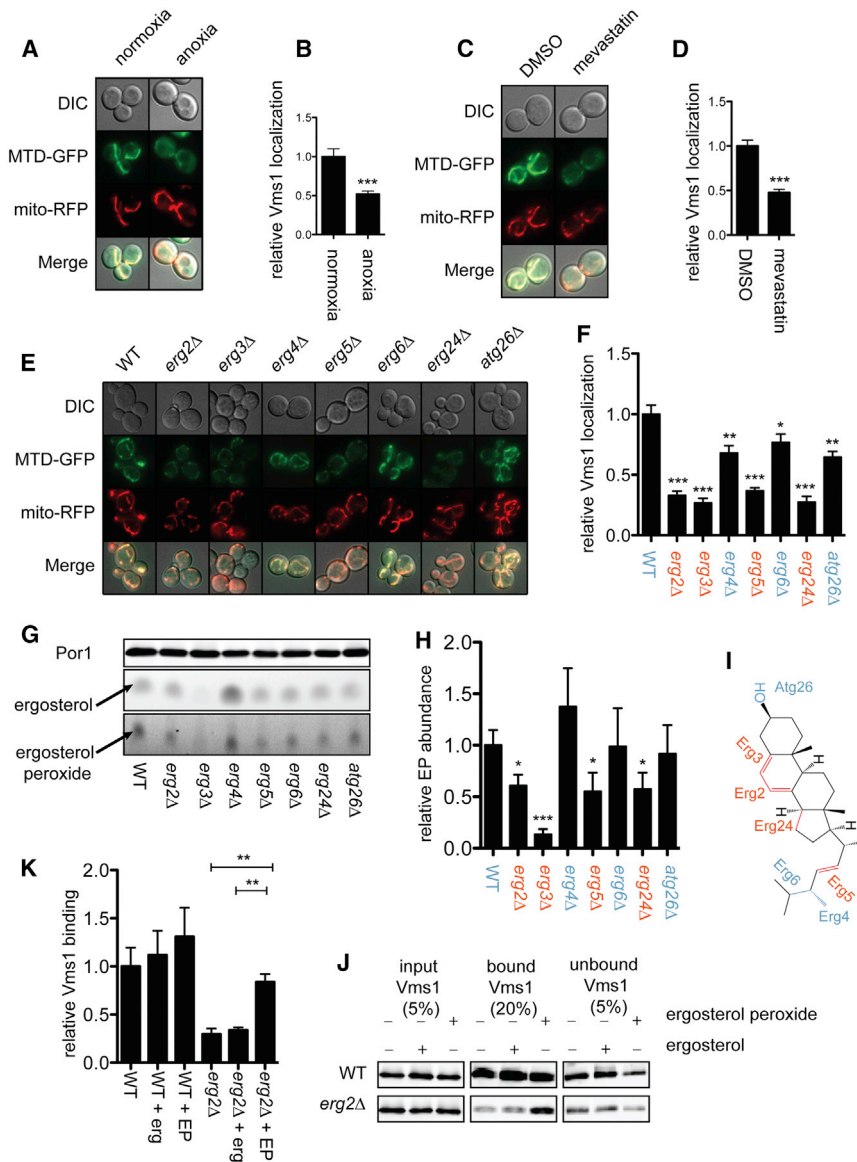 A
normoxia
anoxia
DIC
MTD-GFP
mito-RFP
Merge
B
relative Vms1 localization
1.5
1.0
0.5
0.0
***
normoxia
anoxia
C
DMSO
mevastatin
DIC
MTD-GFP
mito-RFP
Merge
D
relative Vms1 localization
1.5
1.0
0.5
0.0
***
DMSO
mevastatin
E
WT
erg2Δ
erg3Δ
erg4Δ
erg5Δ
erg6Δ
erg24Δ
atg26Δ
DIC
MTD-GFP
mito-RFP
Merge
F
relative Vms1 localization
1.5
1.0
0.5
0.0
***
***
**
***
*
***
**
WT
erg2Δ
erg3Δ
erg4Δ
erg5Δ
erg6Δ
erg24Δ
atg26Δ
G
Por1
ergosterol
ergosterol
peroxide
WT
erg2Δ
erg3Δ
erg4Δ
erg5Δ
erg6Δ
erg24Δ
atg26Δ
H
relative EP abundance
2.0
1.5
1.0
0.5
0.0
*
***
*
*
WT
erg2Δ
erg3Δ
erg4Δ
erg5Δ
erg6Δ
erg24Δ
atg26Δ
I
HO
Atg26
Erg3
H
Erg2
H
H
Erg24
Erg6
Erg5
Erg4
K
relative Vms1 binding
2.0
1.5
1.0
0.5
0.0
**
**
WT
WT + erg
WT + EP
erg2Δ
erg2Δ + erg
erg2Δ + EP
J
input
Vms1
(5%)
bound
Vms1
(20%)
unbound
Vms1
(5%)
– – + – – + – – + ergosterol peroxide
– + – – + – – + – ergosterol
WT
erg2Δ